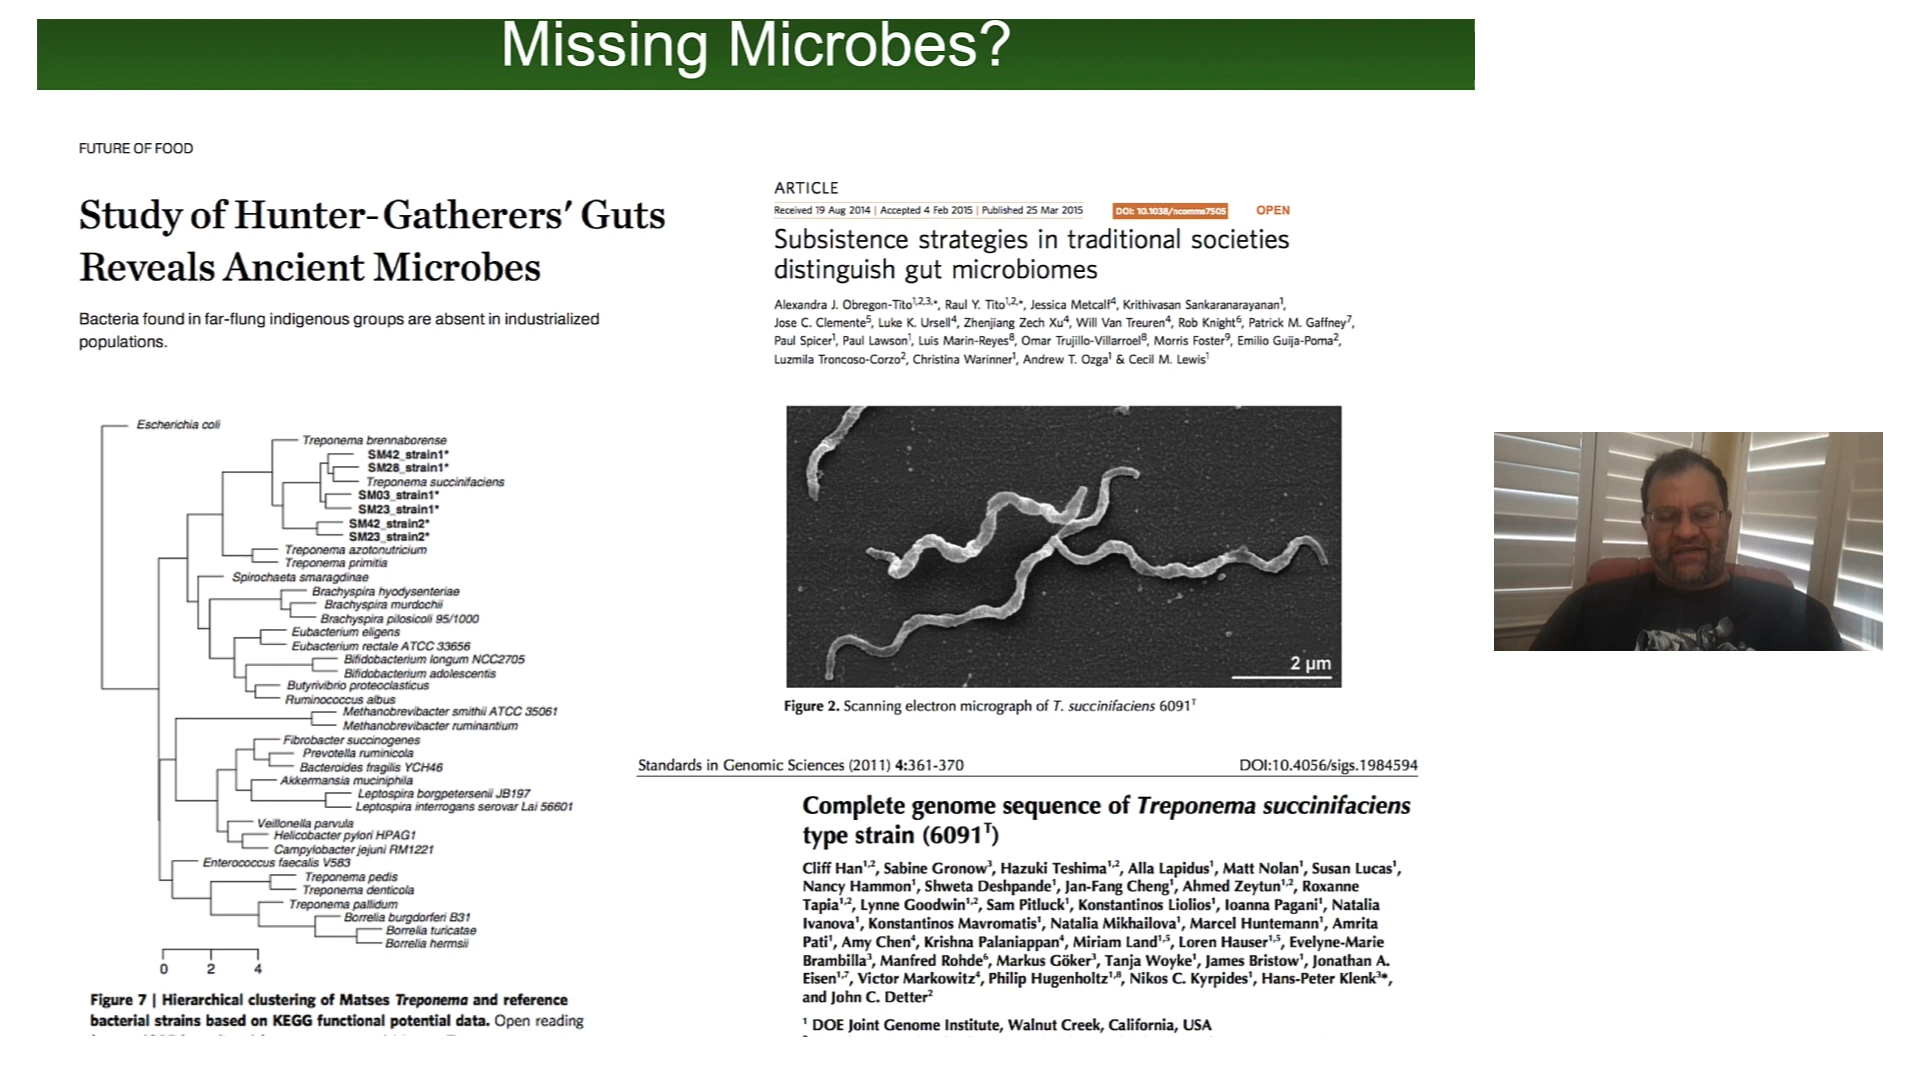 Missing Microbes?
FUTURE OF FOOD
Study of Hunter-Gatherers' Guts
Reveals Ancient Microbes
Bacteria found in far-flung indigenous groups are absent in industrialized
populations.
Escherichia coli
Treponema brennaborense
SM42_strain1*
SM28_strain1*
Treponema succinifaciens
SM03_strain1*
SM23_strain1*
SM42_strain2*
SM23_strain2*
Treponema azotonutricium
Treponema primitia
Spirochaeta smaragdinae
Brachyspira hyodysenteriae
Brachyspira murdochii
Brachyspira pilosicoli 95/1000
Eubacterium eligens
Eubacterium rectale ATCC 33656
Bifidobacterium longum NCC2705
Bifidobacterium adolescentis
Butyrivibrio proteoclasticus
Ruminococcus albus
Methanobrevibacter smithii ATCC 35061
Methanobrevibacter ruminantium
Fibrobacter succinogenes
Prevotella ruminicola
Bacteroides fragilis YCH46
Akkermansia muciniphila
Leptospira borgpetersenii JB197
Leptospira interrogans serovar Lai 56601
Veillonella parvula
Helicobacter pylori HPAG1
Campylobacter jejuni RM1221
Enterococcus faecalis V583
Treponema pedis
Treponema denticola
Treponema pallidum
Borrelia burgdorferi B31
Borrelia turicatae
Borrelia hermsii
0 2 4
Figure 7 | Hierarchical clustering of Matses Treponema and reference
bacterial strains based on KEGG functional potential data. Open reading
ARTICLE
Received 19 Aug 2014 | Accepted 4 Feb 2015 | Published 25 Mar 2015 DOI: 10.1038/ncomms7505 OPEN
Subsistence strategies in traditional societies
distinguish gut microbiomes
Alexandra J. Obregon-Tito1,2,3,*, Raul Y. Tito1,2,*, Jessica Metcalf4, Krithivasan Sankaranarayanan1,
Jose C. Clemente5, Luke K. Ursell4, Zhenjiang Zech Xu4, Will Van Treuren4, Rob Knight6, Patrick M. Gaffney7,
Paul Spicer1, Paul Lawson1, Luis Marin-Reyes8, Omar Trujillo-Villarroel8, Morris Foster9, Emilio Guija-Poma2,
Luzmila Troncoso-Corzo2, Christina Warinner1, Andrew T. Ozga1 & Cecil M. Lewis1
2 µm
Figure 2. Scanning electron micrograph of T. succinifaciens 6091T
Standards in Genomic Sciences (2011) 4:361-370 DOI:10.4056/sigs.1984594
Complete genome sequence of Treponema succinifaciens
type strain (6091T)
Cliff Han1,2, Sabine Gronow3, Hazuki Teshima1,2, Alla Lapidus1, Matt Nolan1, Susan Lucas1,
Nancy Hammon1, Shweta Deshpande1, Jan-Fang Cheng1, Ahmed Zeytun1,2, Roxanne
Tapia1,2, Lynne Goodwin1,2, Sam Pitluck1, Konstantinos Liolios1, Ioanna Pagani1, Natalia
Ivanova1, Konstantinos Mavromatis1, Natalia Mikhailova1, Marcel Huntemann1, Amrita
Pati1, Amy Chen4, Krishna Palaniappan4, Miriam Land1,5, Loren Hauser1,5, Evelyne-Marie
Brambilla3, Manfred Rohde6, Markus Göker3, Tanja Woyke1, James Bristow1, Jonathan A.
Eisen1,7, Victor Markowitz4, Philip Hugenholtz1,8, Nikos C. Kyrpides1, Hans-Peter Klenk3*,
and John C. Detter2
1 DOE Joint Genome Institute, Walnut Creek, California, USA